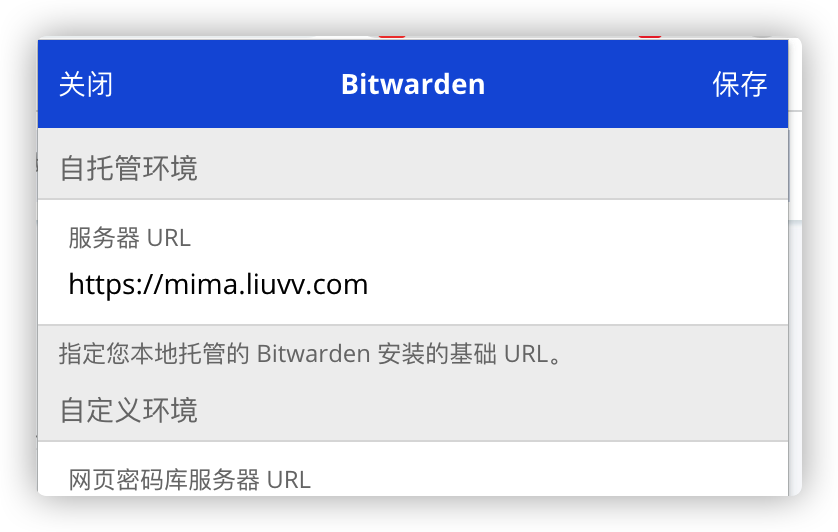 关闭 Bitwarden 保存
自托管环境
服务器 URL
https://mima.liuvv.com
指定您本地托管的 Bitwarden 安装的基础 URL。
自定义环境
网页密码库服务器 URL